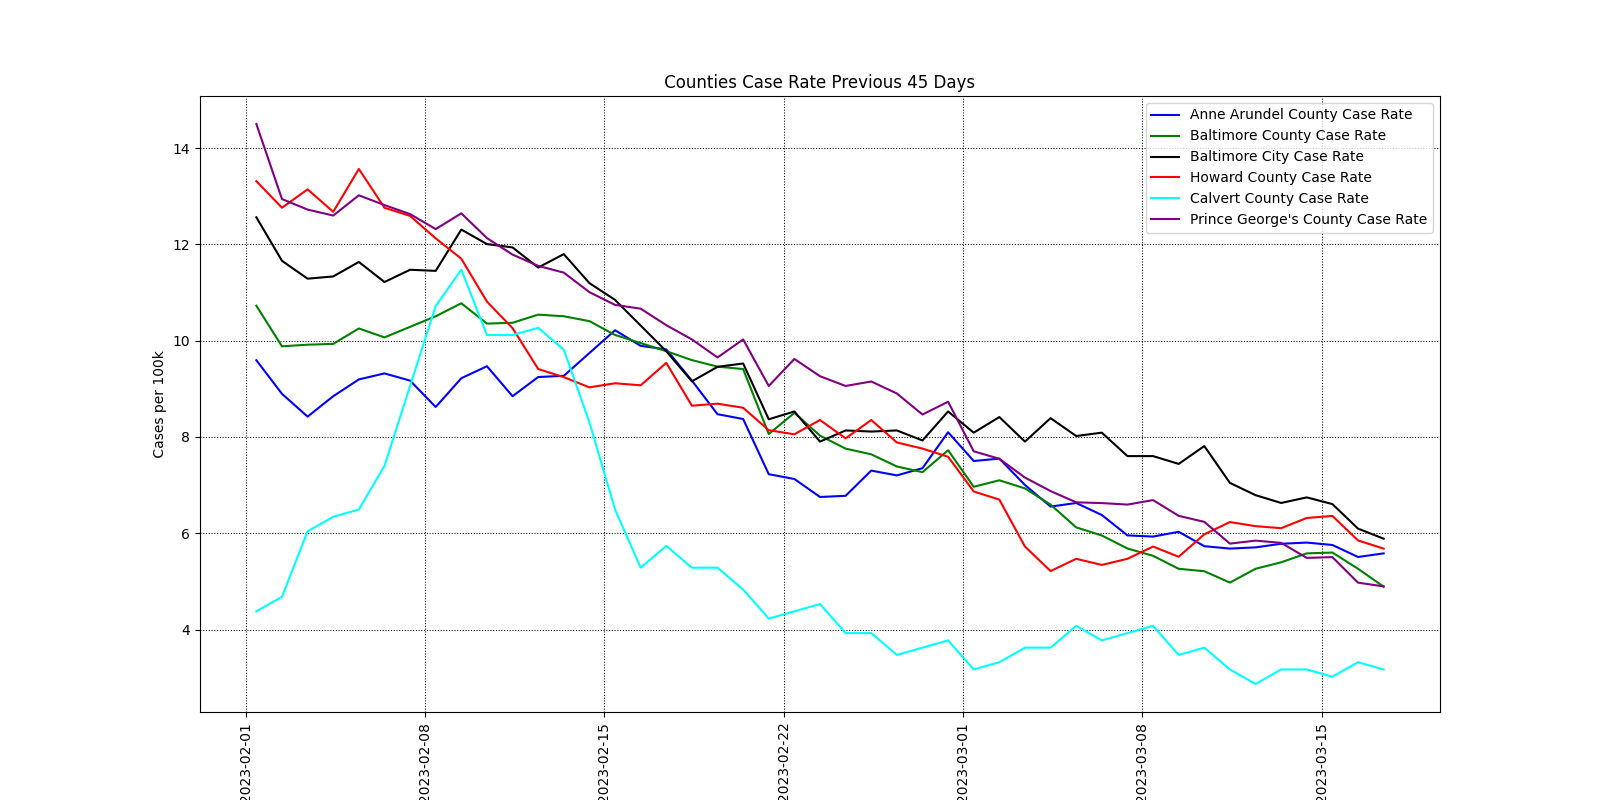 Counties Case Rate Previous 45 Days
Anne Arundel County Case Rate
Baltimore County Case Rate
Baltimore City Case Rate
Howard County Case Rate
Calvert County Case Rate
Prince George's County Case Rate
Cases per 100k
14
12
10
8
6
4
2023-02-01
2023-02-08
2023-02-15
2023-02-22
2023-03-01
2023-03-08
2023-03-15